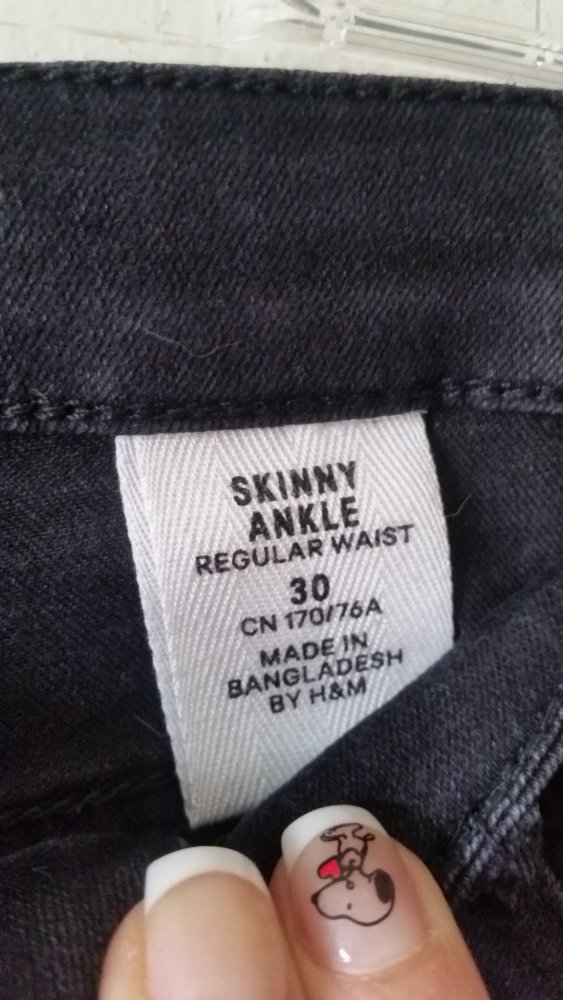 SKINNY
ANKLE
REGULAR WAIST
30
CN 170/76A
MADE IN
BANGLADESH
BY H&M